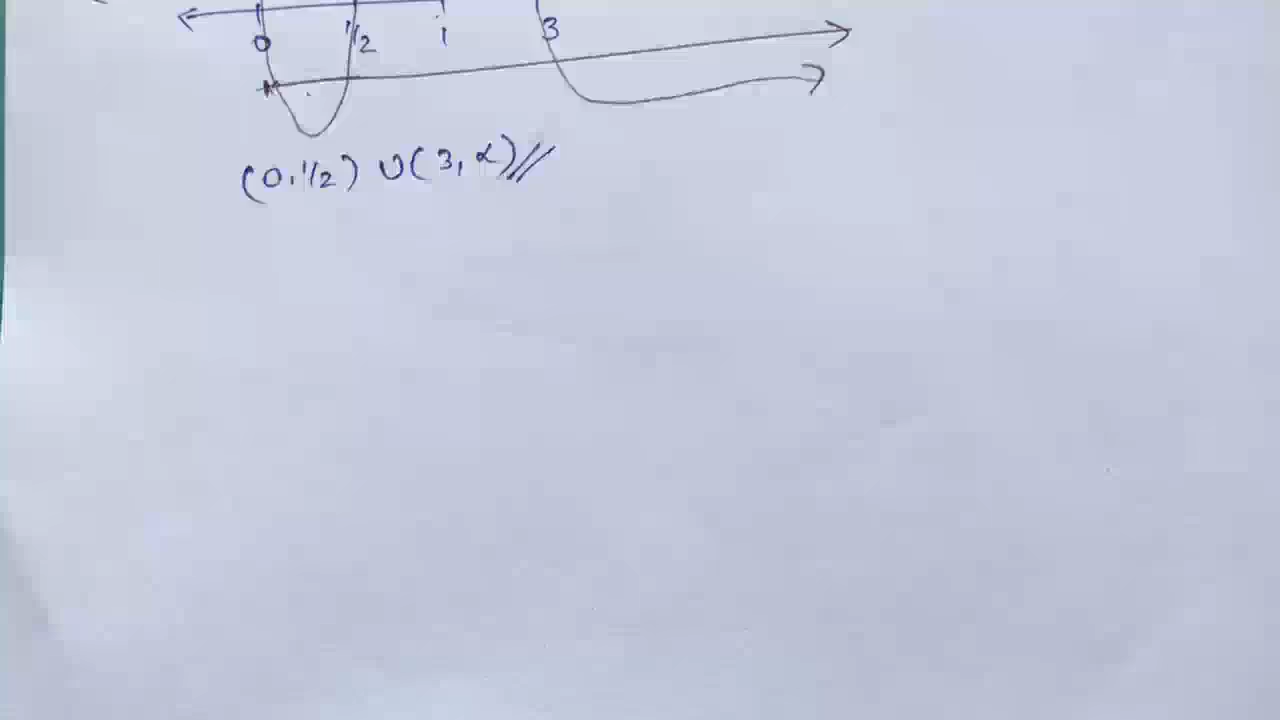 0 1/2 1 3
(0, 1/2) ∪ (3, ∝)//